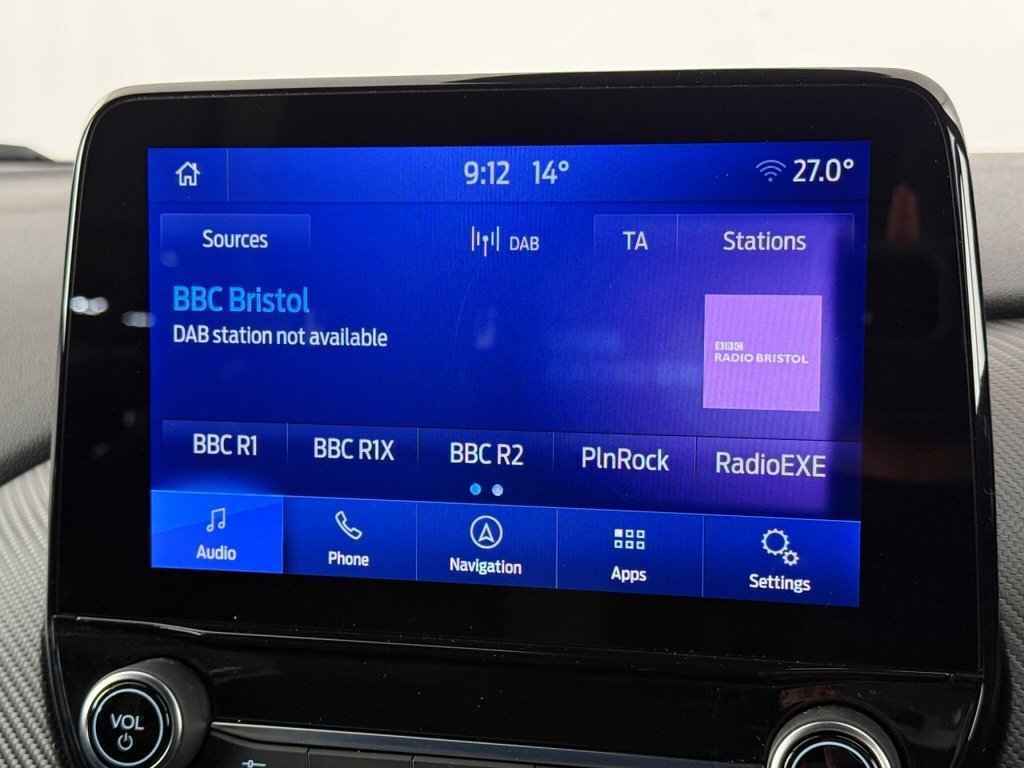 9:12 14° 27.0°
Sources DAB TA Stations
BBC Bristol
DAB station not available
BBC
RADIO BRISTOL
BBC R1 BBC R1X BBC R2 PlnRock RadioEXE
Audio Phone Navigation Apps Settings
VOL